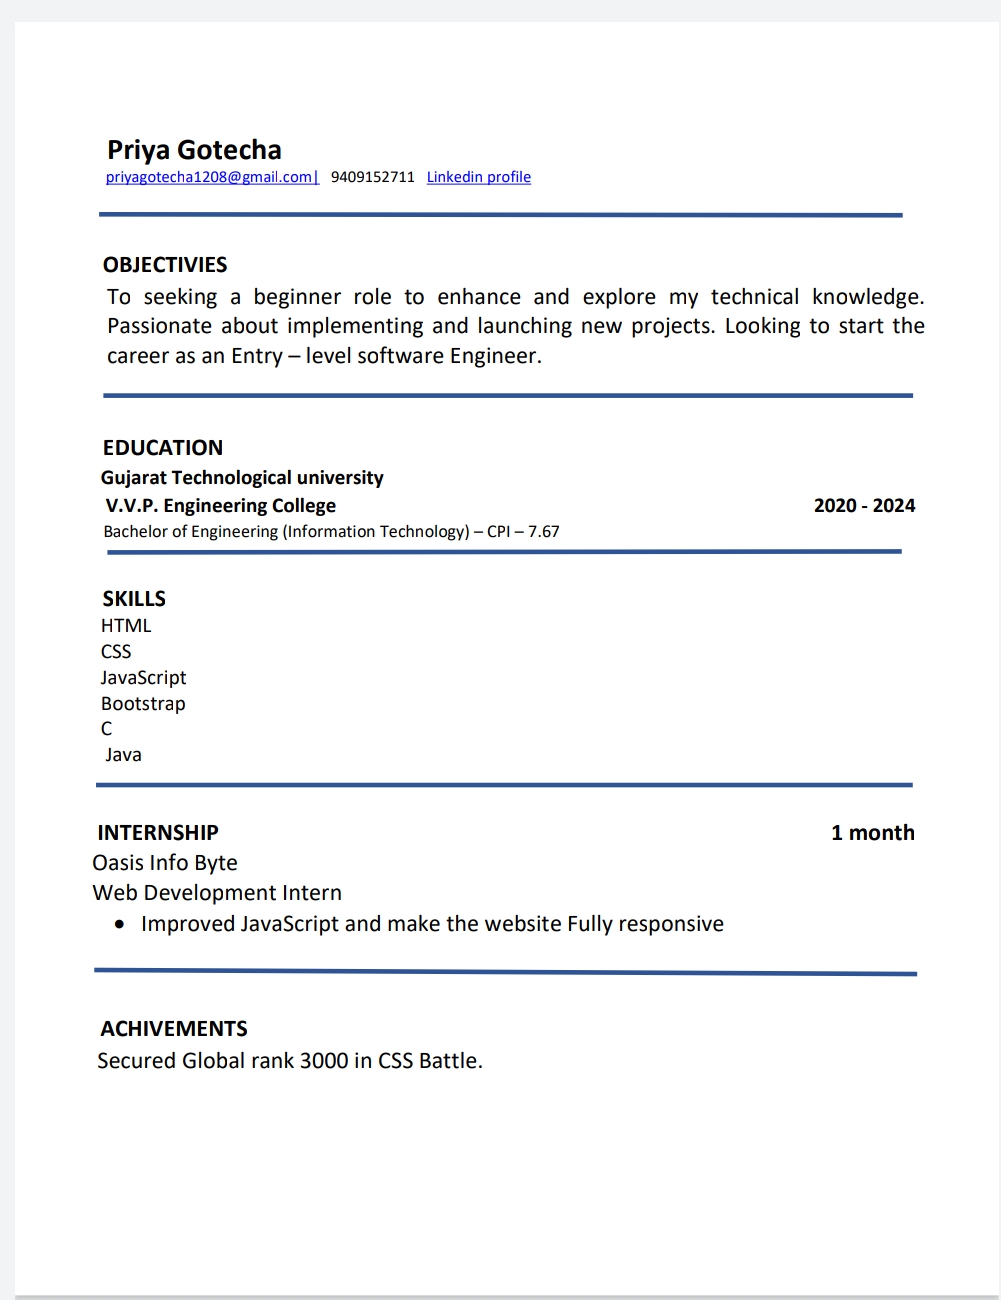 Priya Gotecha
priyagotecha1208@gmail.com| 9409152711 Linkedin profile
OBJECTIVIES
To seeking a beginner role to enhance and explore my technical knowledge.
Passionate about implementing and launching new projects. Looking to start the
career as an Entry – level software Engineer.
EDUCATION
Gujarat Technological university
V.V.P. Engineering College 2020 - 2024
Bachelor of Engineering (Information Technology) – CPI – 7.67
SKILLS
HTML
CSS
JavaScript
Bootstrap
C
Java
INTERNSHIP 1 month
Oasis Info Byte
Web Development Intern
• Improved JavaScript and make the website Fully responsive
ACHIVEMENTS
Secured Global rank 3000 in CSS Battle.